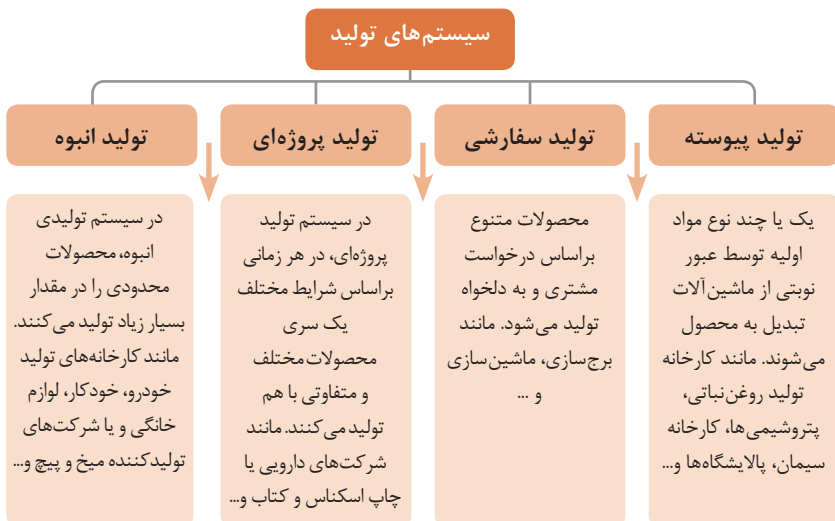 سیستم‌های تولید
تولید پیوسته
یک یا چند نوع مواد
اولیه توسط عبور
نوبتی از ماشین‌آلات
تبدیل به محصول
می‌شوند. مانند کارخانه
تولید روغن‌نباتی،
پتروشیمی‌ها، کارخانه
سیمان، پالایشگاه‌ها و...
تولید سفارشی
محصولات متنوع
براساس درخواست
مشتری و به دلخواه
تولید می‌شود. مانند
برج‌سازی، ماشین‌سازی
و ...
تولید پروژه‌ای
در سیستم تولید
پروژه‌ای، در هر زمانی
براساس شرایط مختلف
یک سری
محصولات مختلف
و متفاوتی با هم
تولید می‌کنند. مانند
شرکت‌های دارویی یا
چاپ اسکناس و کتاب و...
تولید انبوه
در سیستم تولیدی
انبوه، محصولات
محدودی را در مقدار
بسیار زیاد تولید می‌کنند.
مانند کارخانه‌های تولید
خودرو، خودکار، لوازم
خانگی و یا شرکت‌های
تولیدکننده میخ و پیچ و...